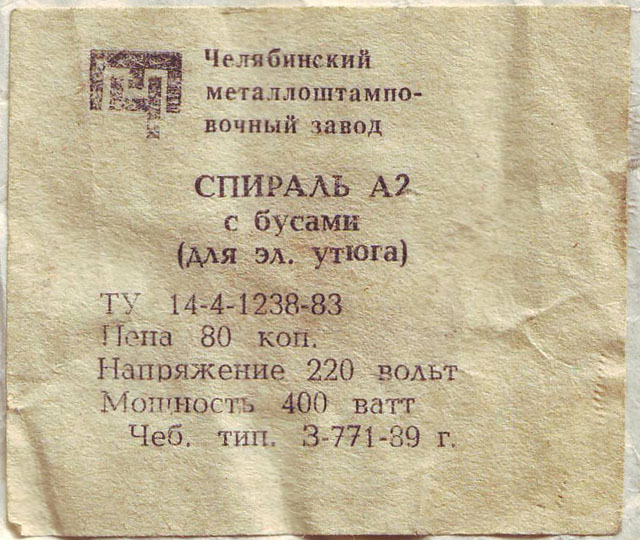 Челябинский
металлоштампо-
вочный завод
СПИРАЛЬ А2
с бусами
(для эл. утюга)
ТУ 14-4-1238-83
Цена 80 коп.
Напряжение 220 вольт
Мощность 400 ватт
Чеб. тип. З-771-89 г.